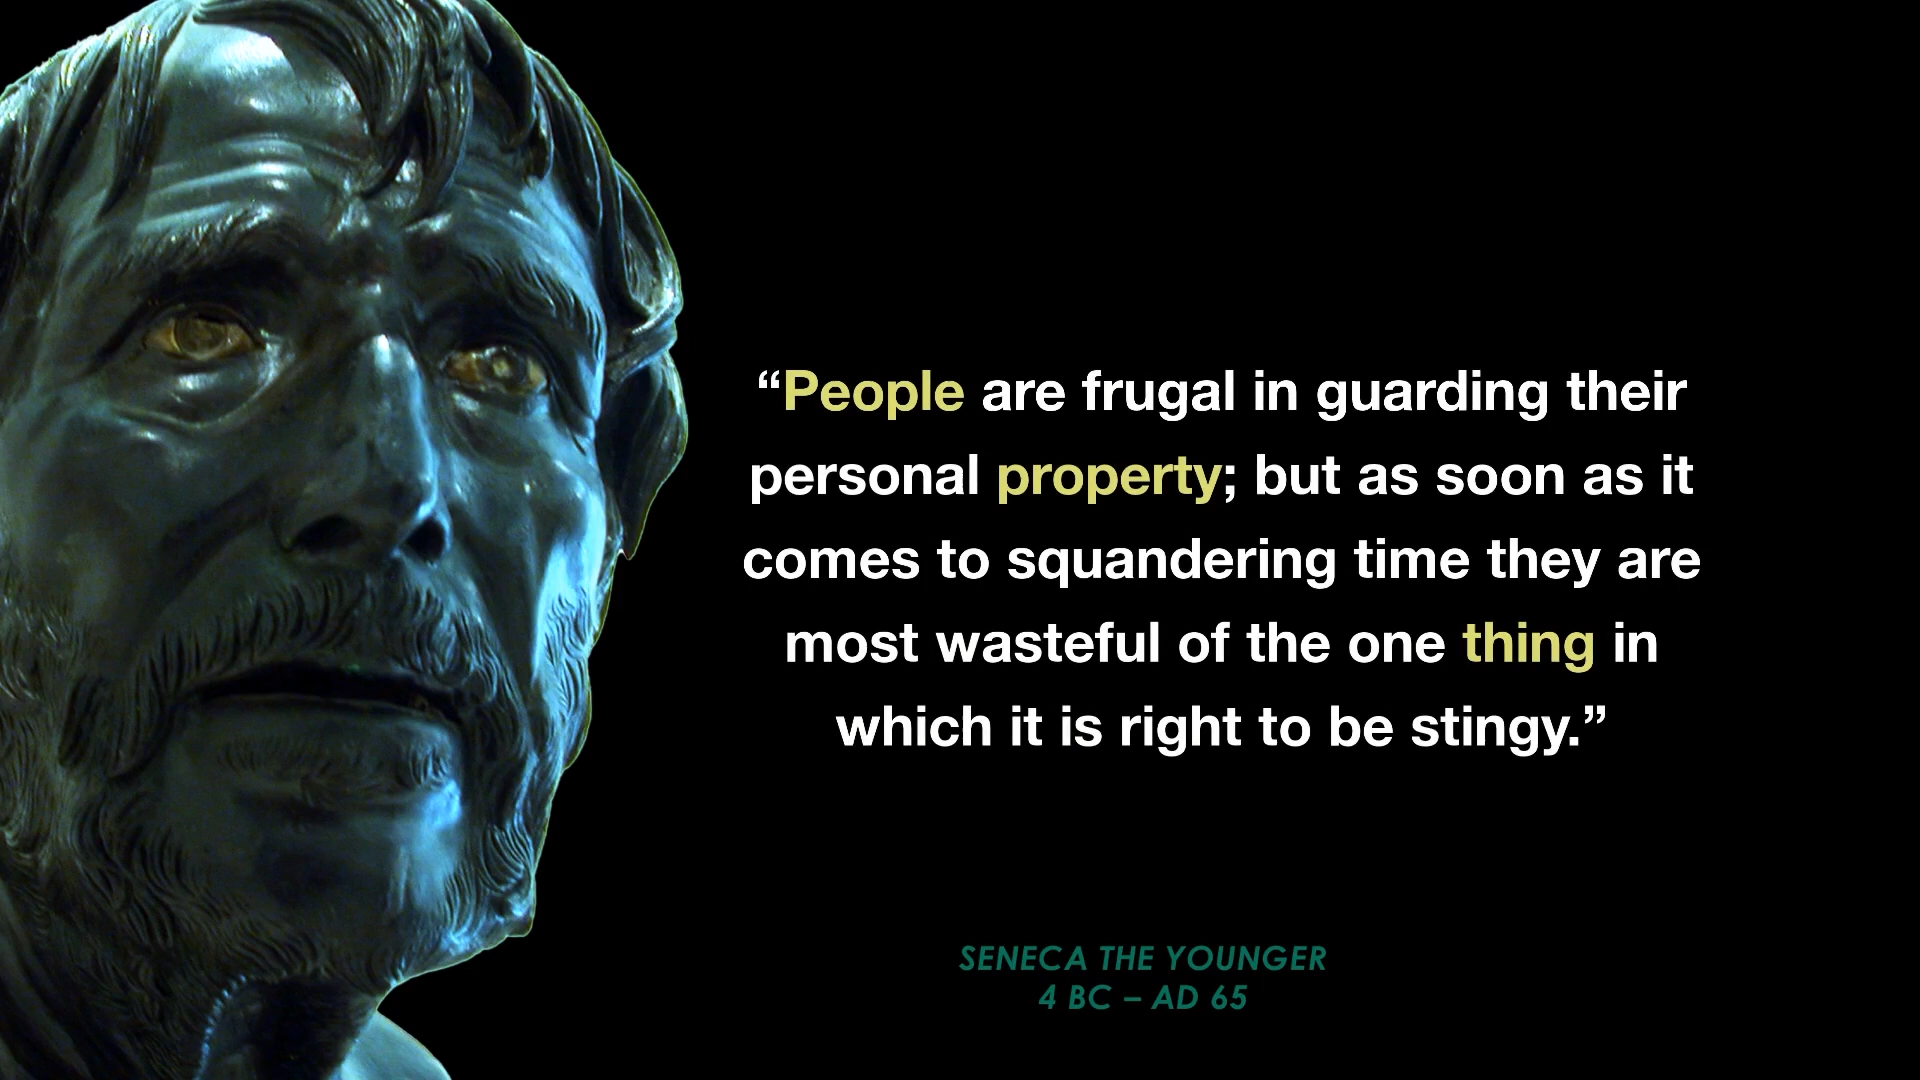 “People are frugal in guarding their
personal property; but as soon as it
comes to squandering time they are
most wasteful of the one thing in
which it is right to be stingy.”
SENECA THE YOUNGER
4 BC – AD 65